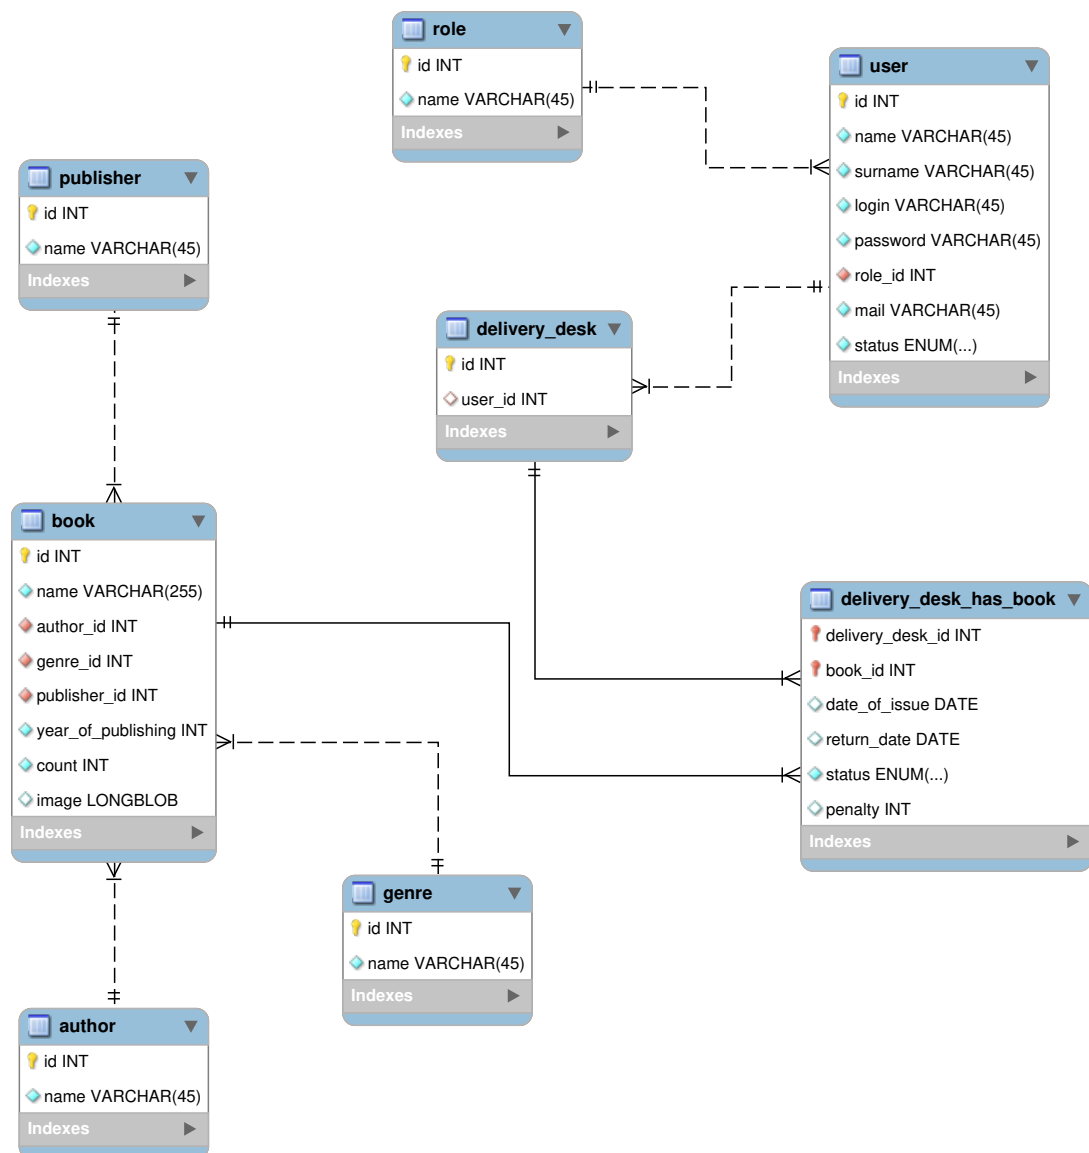 role
id INT
name VARCHAR(45)
Indexes
user
id INT
name VARCHAR(45)
surname VARCHAR(45)
login VARCHAR(45)
password VARCHAR(45)
role_id INT
mail VARCHAR(45)
status ENUM(...)
Indexes
publisher
id INT
name VARCHAR(45)
Indexes
delivery_desk
id INT
user_id INT
Indexes
book
id INT
name VARCHAR(255)
author_id INT
genre_id INT
publisher_id INT
year_of_publishing INT
count INT
image LONGBLOB
Indexes
delivery_desk_has_book
delivery_desk_id INT
book_id INT
date_of_issue DATE
return_date DATE
status ENUM(...)
penalty INT
Indexes
genre
id INT
name VARCHAR(45)
Indexes
author
id INT
name VARCHAR(45)
Indexes